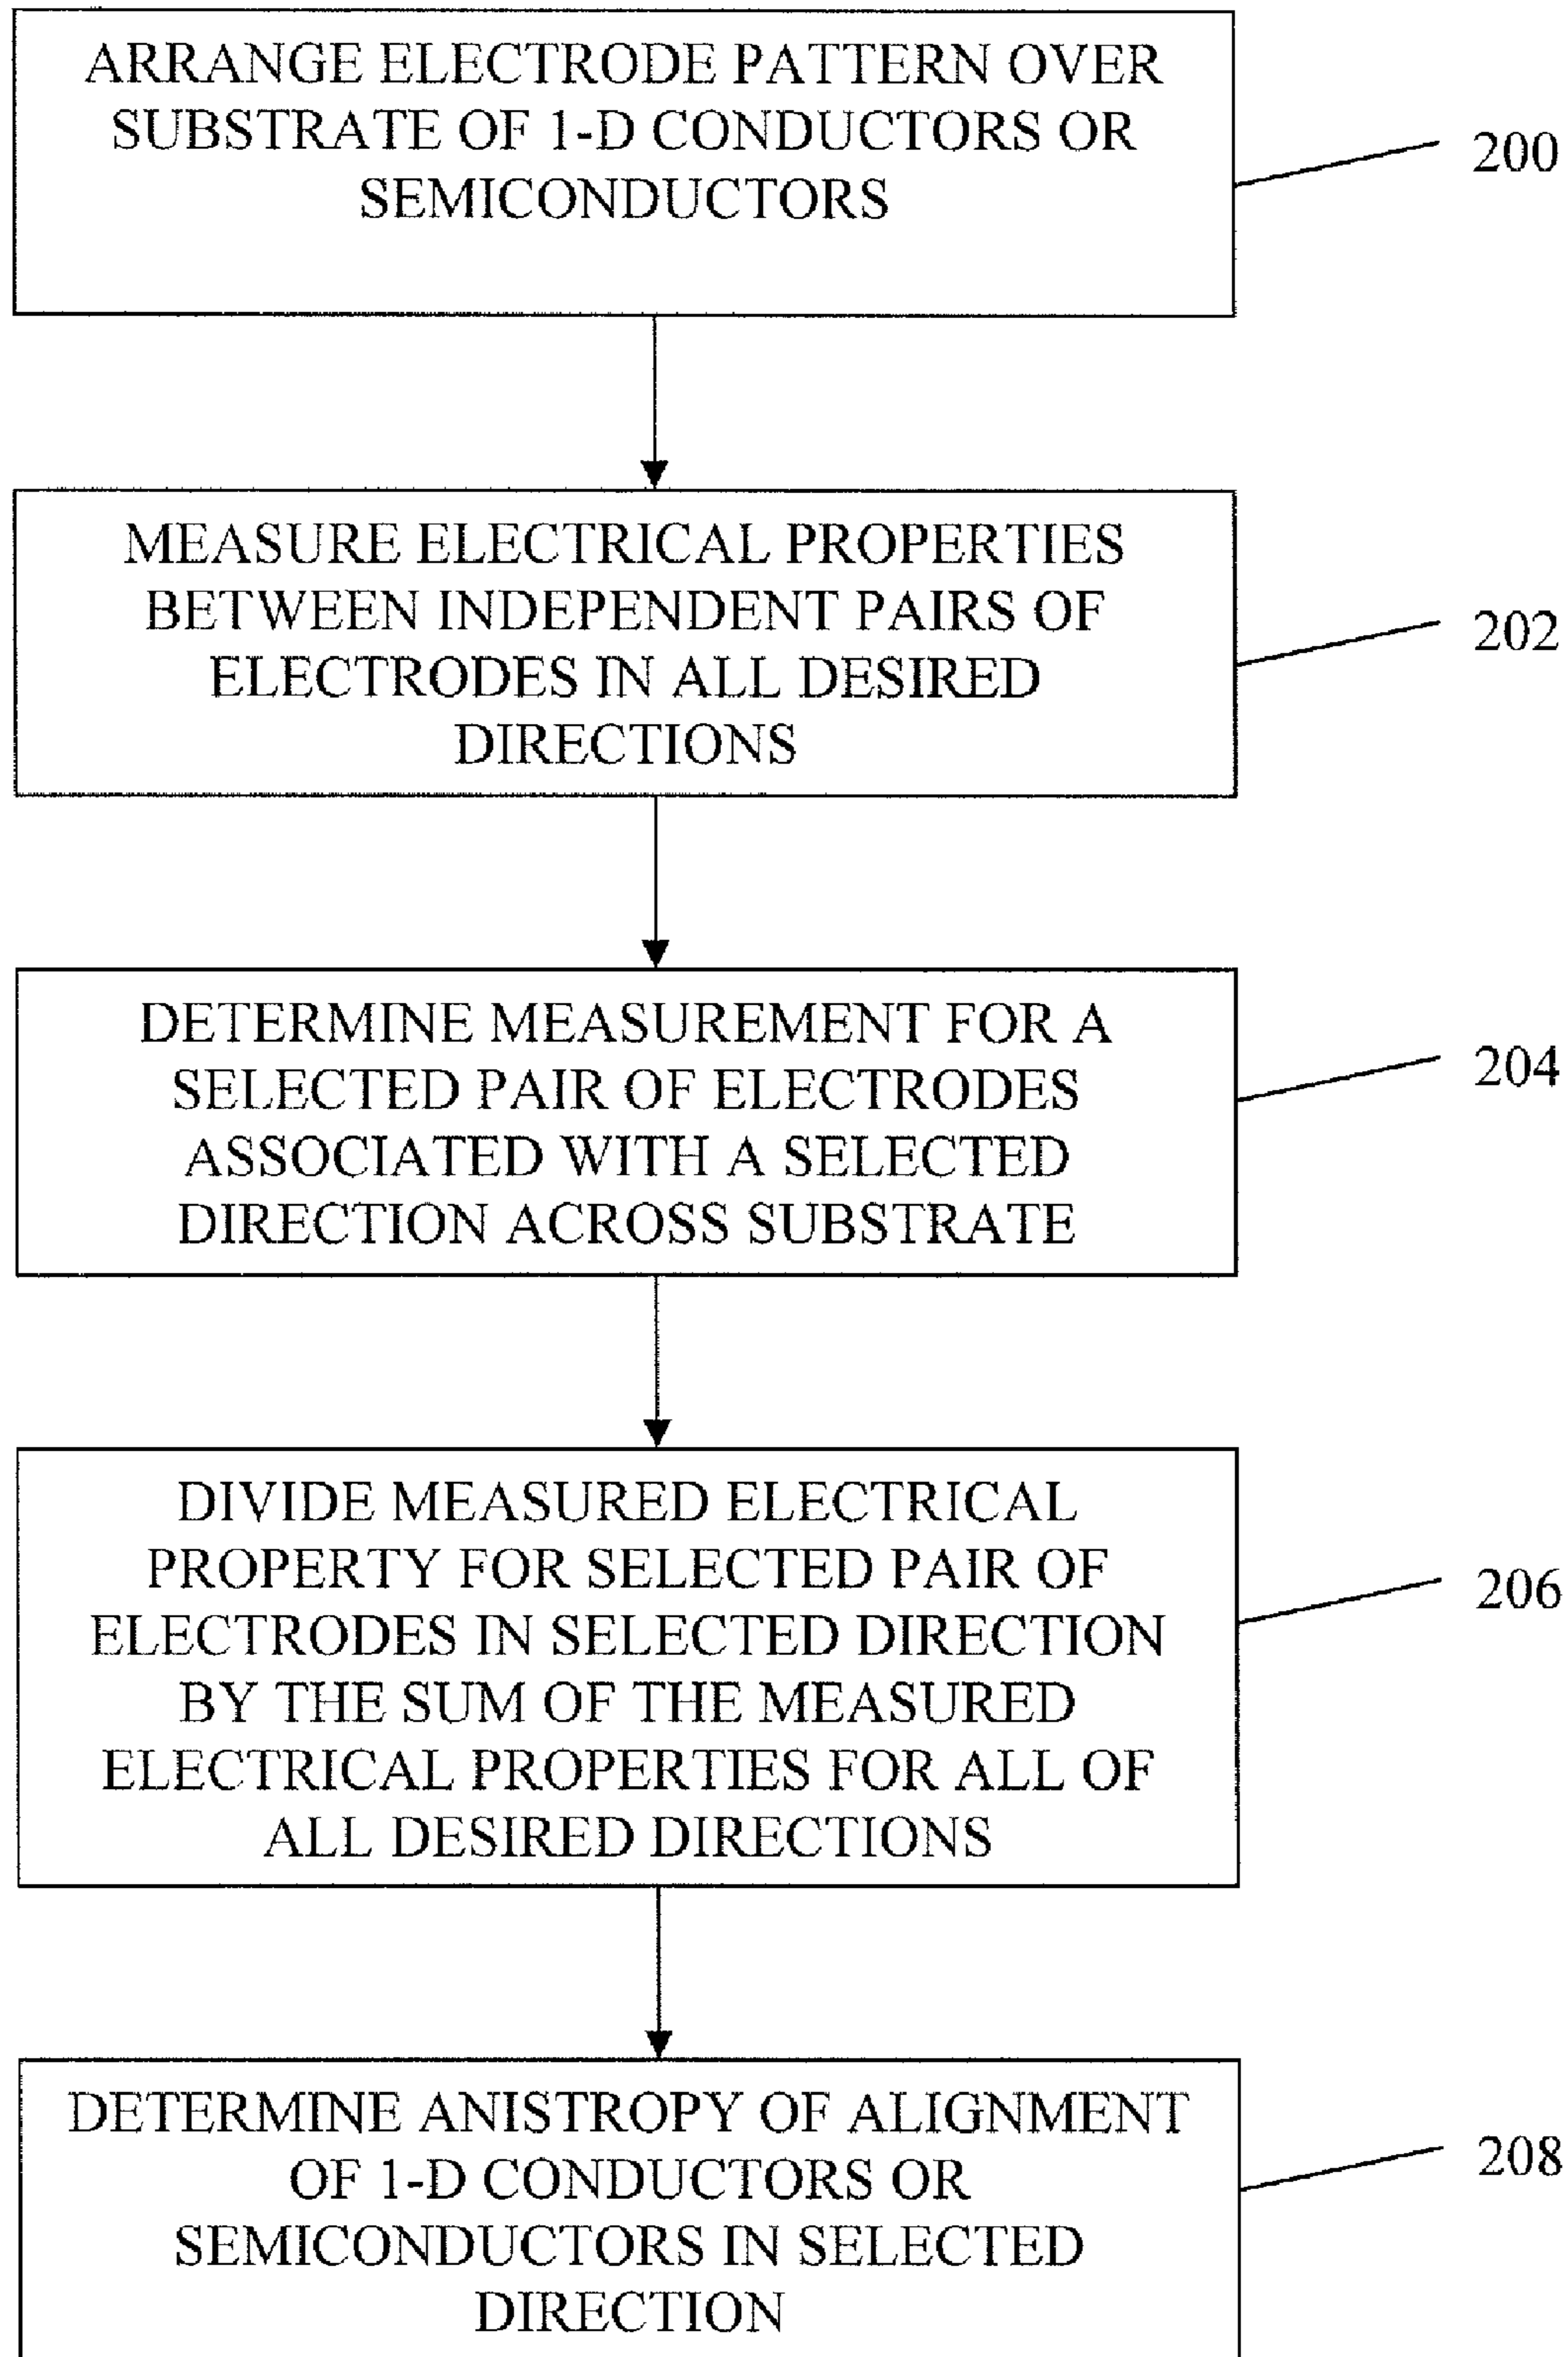 ARRANGE ELECTRODE PATTERN OVER
SUBSTRATE OF 1-D CONDUCTORS OR
SEMICONDUCTORS
200
MEASURE ELECTRICAL PROPERTIES
BETWEEN INDEPENDENT PAIRS OF
ELECTRODES IN ALL DESIRED
DIRECTIONS
202
DETERMINE MEASUREMENT FOR A
SELECTED PAIR OF ELECTRODES
ASSOCIATED WITH A SELECTED
DIRECTION ACROSS SUBSTRATE
204
DIVIDE MEASURED ELECTRICAL
PROPERTY FOR SELECTED PAIR OF
ELECTRODES IN SELECTED DIRECTION
BY THE SUM OF THE MEASURED
ELECTRICAL PROPERTIES FOR ALL OF
ALL DESIRED DIRECTIONS
206
DETERMINE ANISTROPY OF ALIGNMENT
OF 1-D CONDUCTORS OR
SEMICONDUCTORS IN SELECTED
DIRECTION
208